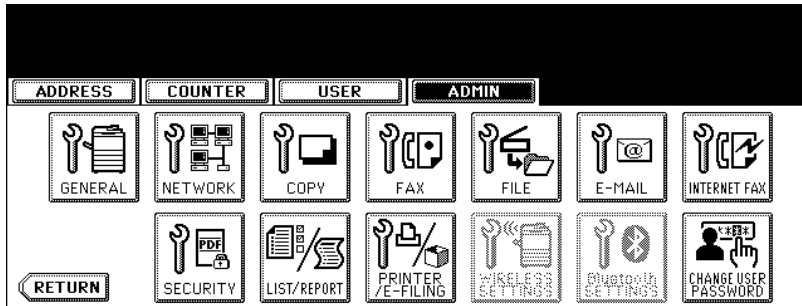 ADDRESS COUNTER USER ADMIN
GENERAL NETWORK COPY FAX FILE E-MAIL INTERNET FAX
@
PDF
***
SECURITY LIST/REPORT PRINTER /E-FILING WIRELESS SETTINGS Bluetooth SETTINGS CHANGE USER PASSWORD
RETURN